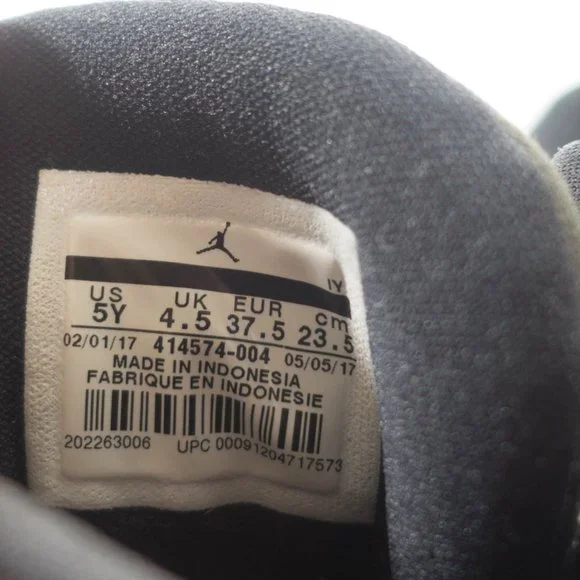 IY
US UK EUR cm
5Y 4.5 37.5 23.5
02/01/17 414574-004 05/05/17
MADE IN INDONESIA
FABRIQUE EN INDONESIE
202263006 UPC 00091204717573